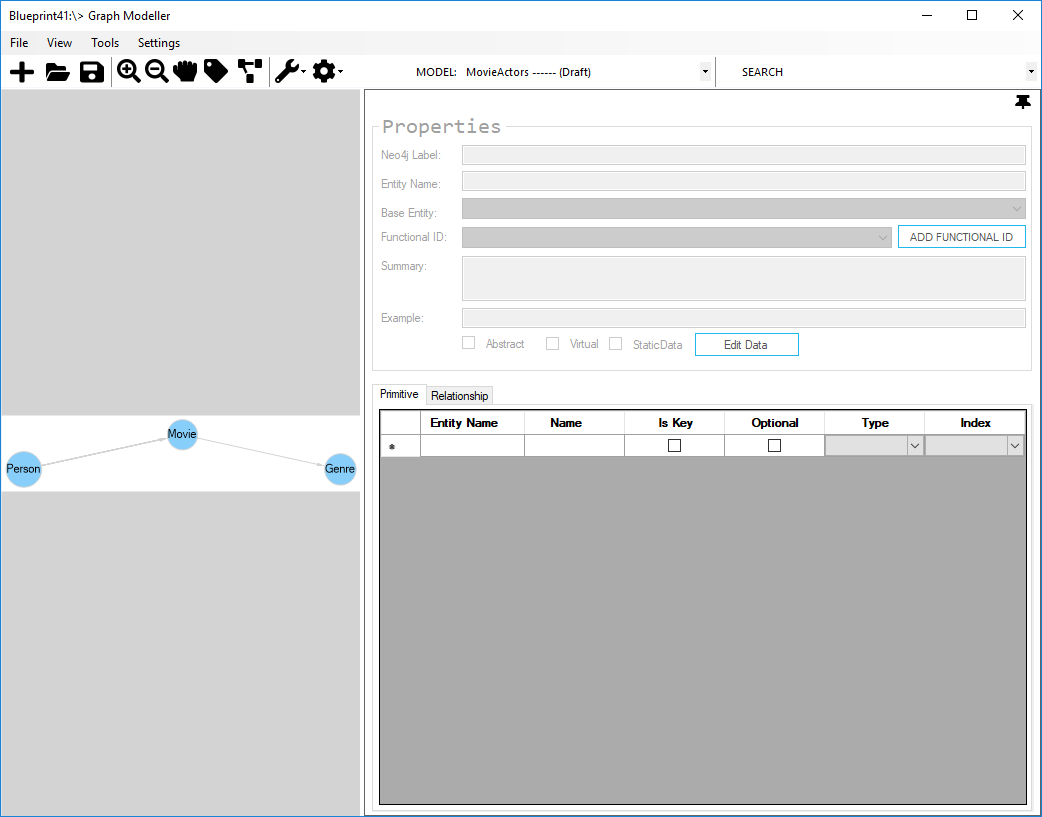 Blueprint41:\> Graph Modeller
File View Tools Settings
MODEL: MovieActors ------ (Draft) SEARCH
Properties
Neo4j Label:
Entity Name:
Base Entity:
Functional ID: ADD FUNCTIONAL ID
Summary:
Example:
Abstract Virtual StaticData Edit Data
Primitive Relationship
Entity Name Name Is Key Optional Type Index
*
Movie
Person
Genre